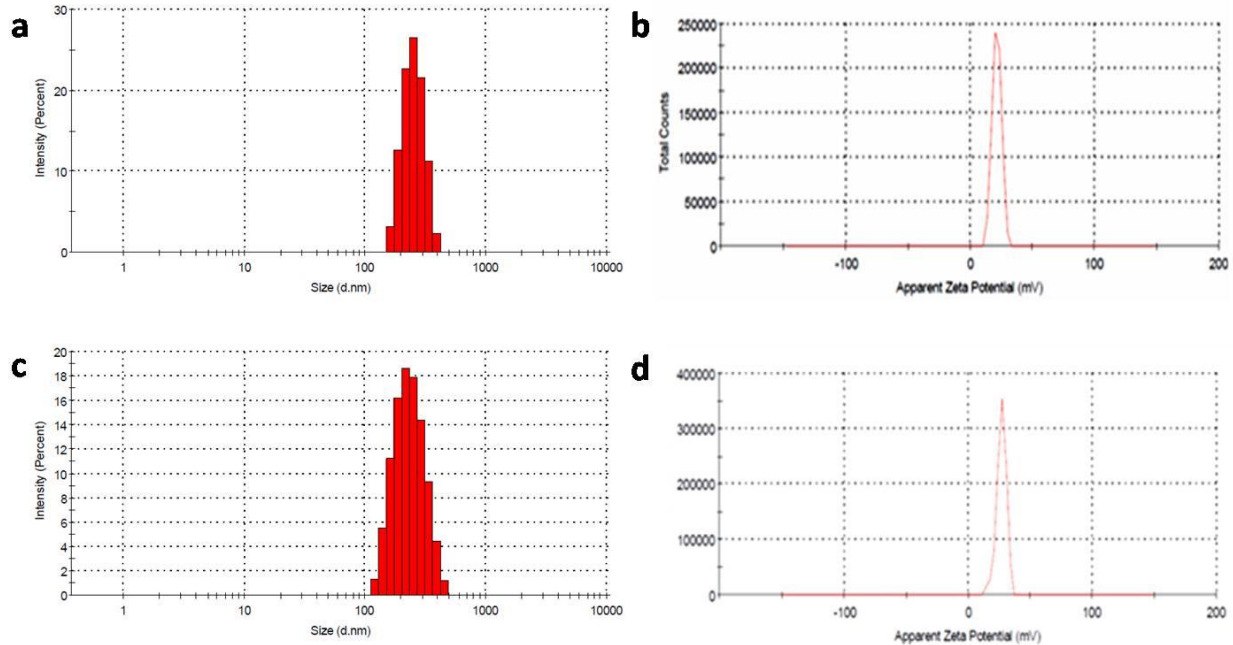 a
30
20
10
0
Intensity (Percent)
1 10 100 1000 10000
Size (d.nm)
b
250000
200000
150000
100000
50000
0
Total Counts
-100 0 100 200
Apparent Zeta Potential (mV)
c
20
18
16
14
12
10
8
6
4
2
0
Intensity (Percent)
1 10 100 1000 10000
Size (d.nm)
d
400000
300000
200000
100000
0
-100 0 100 200
Apparent Zeta Potential (mV)